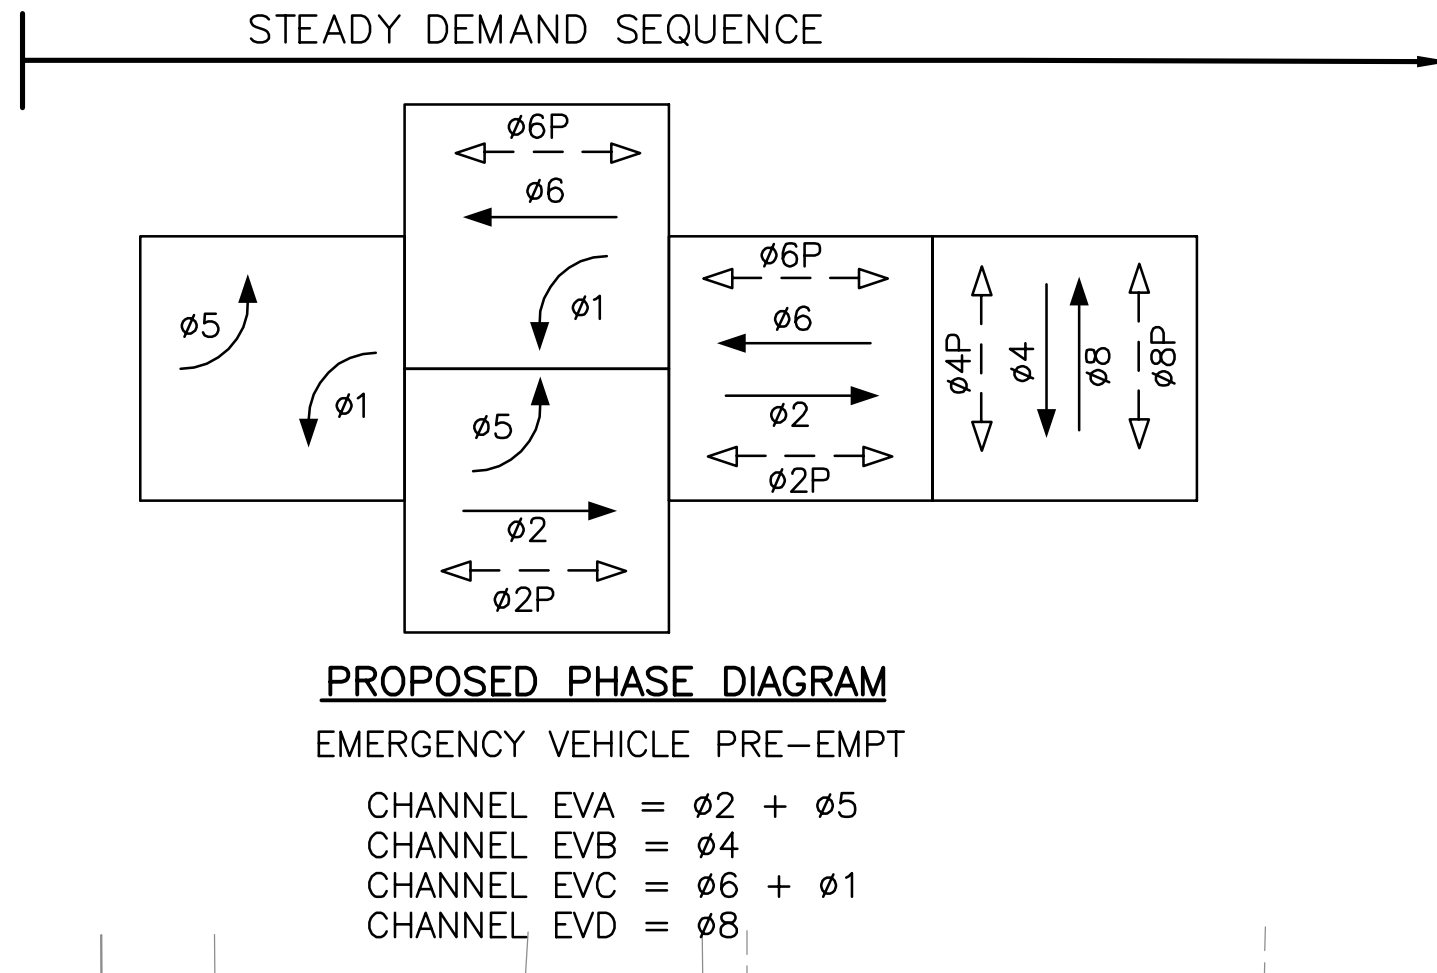 STEADY DEMAND SEQUENCE
ø5
ø1
ø6P
ø6
ø1
ø5
ø2
ø2P
ø6P
ø6
ø2
ø2P
ø4P
ø4
ø8
ø8P
PROPOSED PHASE DIAGRAM
EMERGENCY VEHICLE PRE-EMPT
CHANNEL EVA = ø2 + ø5
CHANNEL EVB = ø4
CHANNEL EVC = ø6 + ø1
CHANNEL EVD = ø8